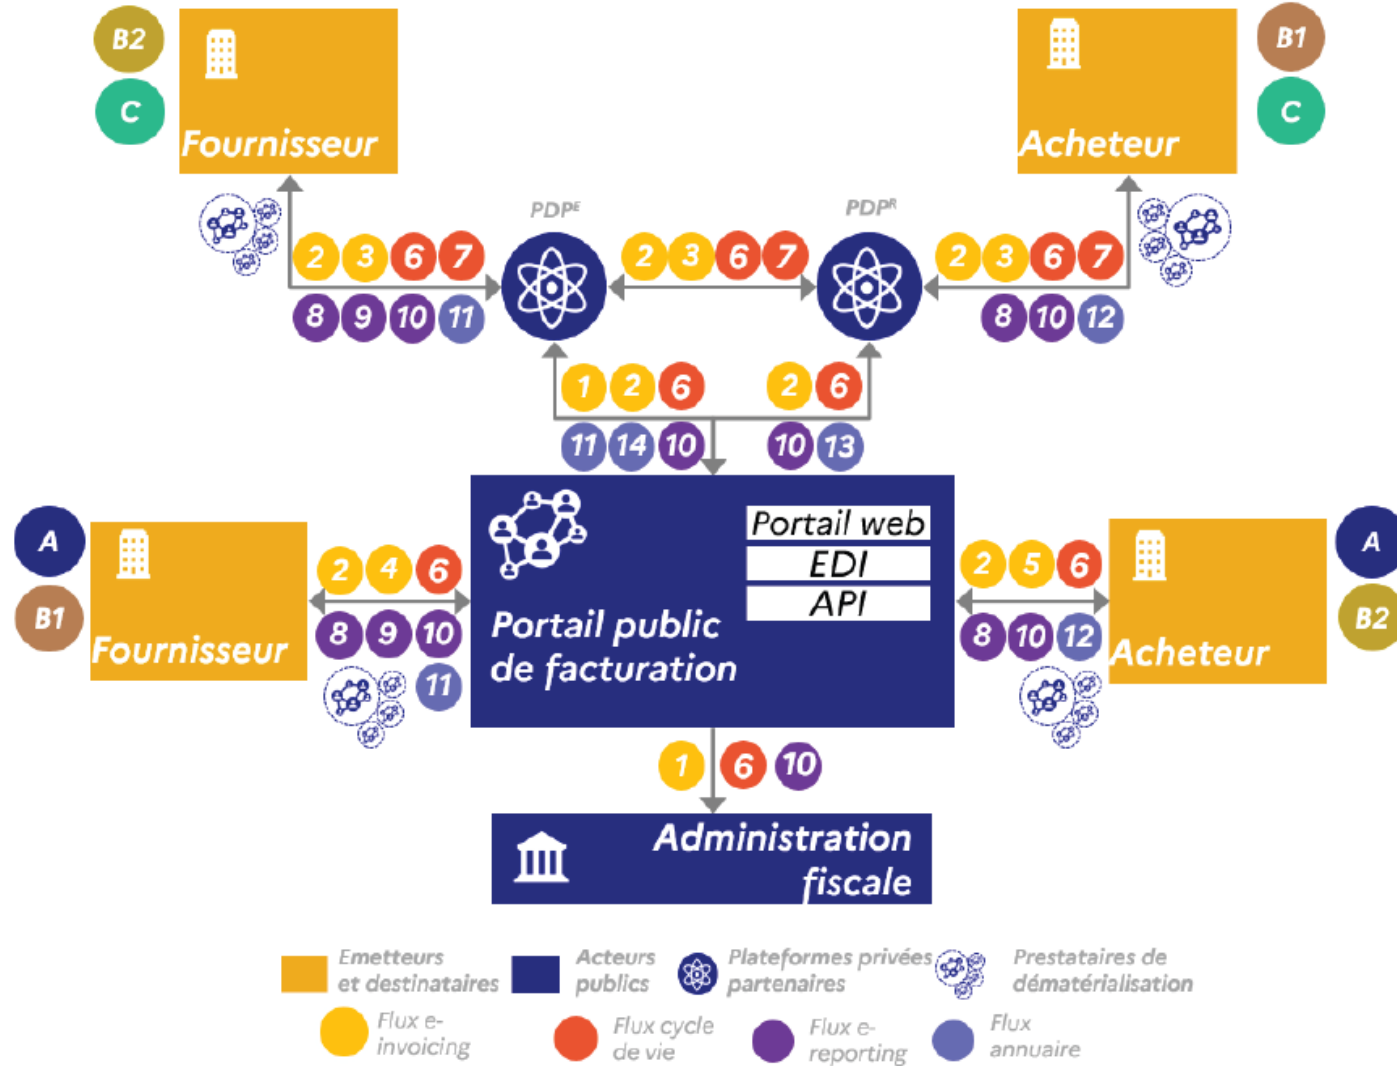 B2
C
Fournisseur
B1
C
Acheteur
PDPᴱ
PDPᴿ
2 3 6 7
8 9 10 11
2 3 6 7
2 3 6 7
8 10 12
1 2 6
11 14 10
2 6
10 13
A
B1
Fournisseur
2 4 6
8 9 10
11
Portail public
de facturation
Portail web
EDI
API
2 5 6
8 10 12
Acheteur
A
B2
1 6 10
Administration
fiscale
Emetteurs
et destinataires
Acteurs
publics
Plateformes privées
partenaires
Prestataires de
dématérialisation
Flux e-
invoicing
Flux cycle
de vie
Flux e-
reporting
Flux
annuaire